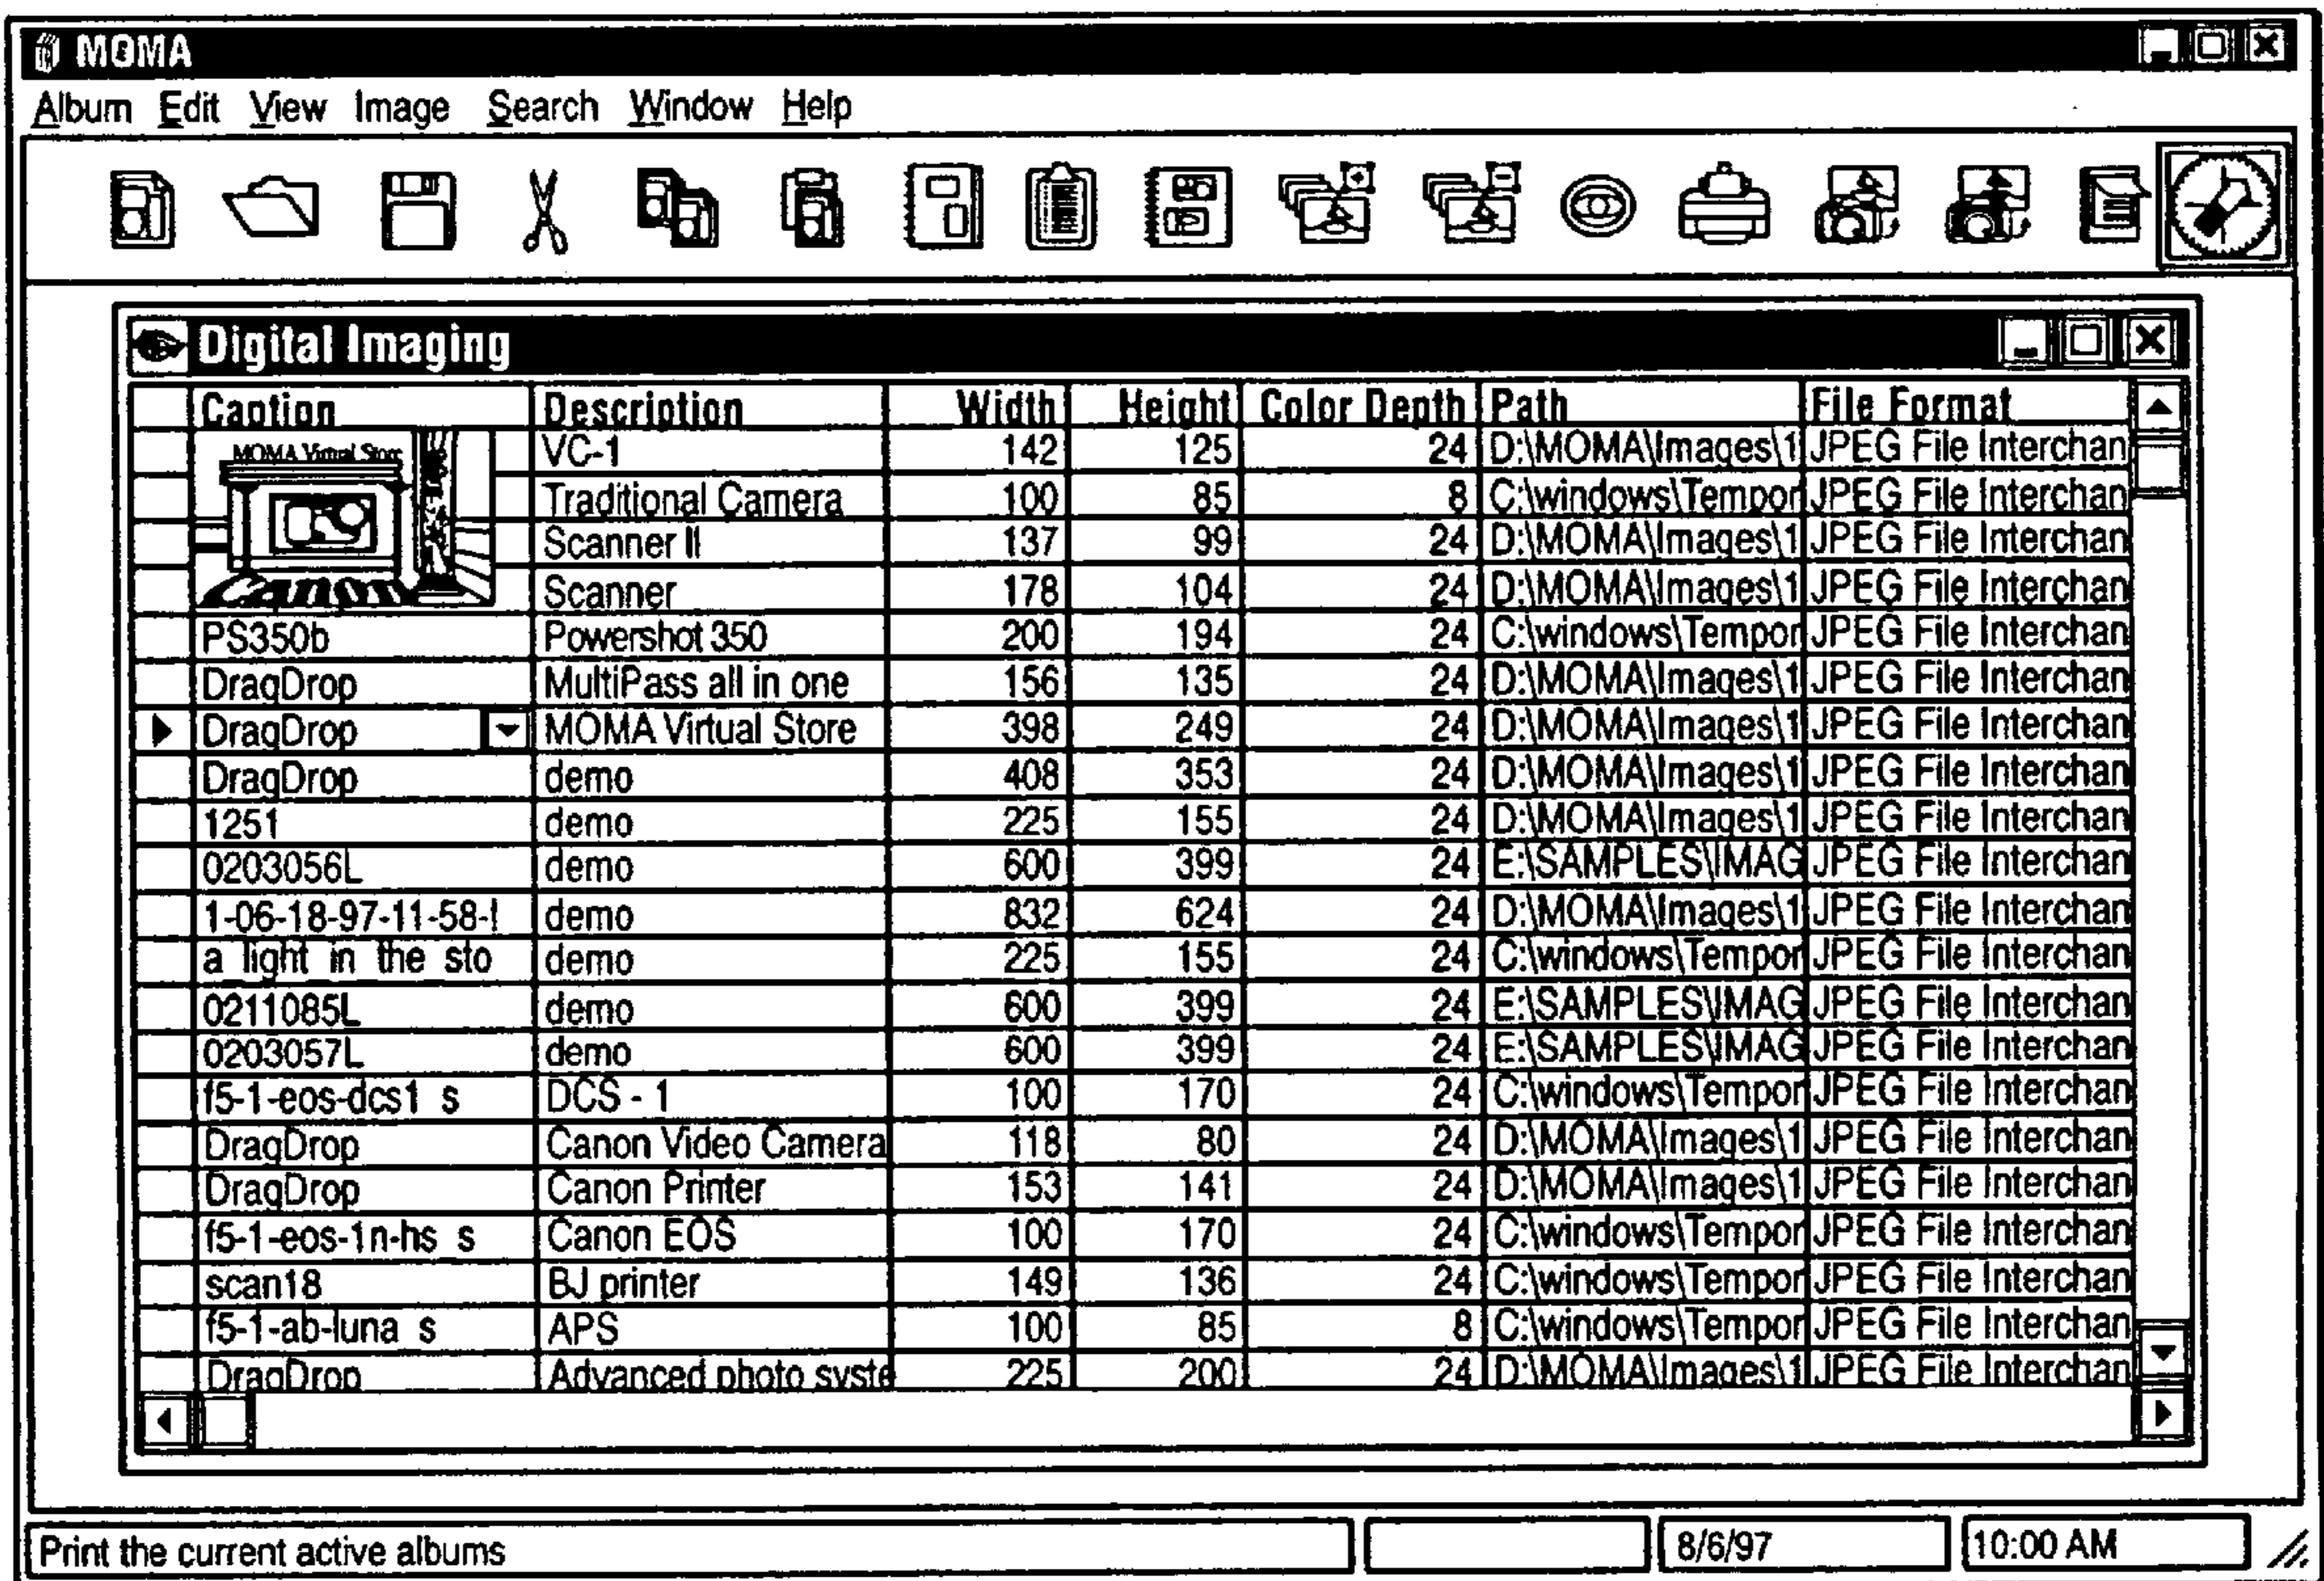 MOMA
Album Edit View Image Search Window Help
Digital Imaging
Caption Description Width Height Color Depth Path File Format
MOMA Virtual Store
Canon
VC-1 142 125 24 D:\MOMA\Images\1 JPEG File Interchan
Traditional Camera 100 85 8 C:\windows\Tempor JPEG File Interchan
Scanner II 137 99 24 D:\MOMA\Images\1 JPEG File Interchan
Scanner 178 104 24 D:\MOMA\Images\1 JPEG File Interchan
PS350b Powershot 350 200 194 24 C:\windows\Tempor JPEG File Interchan
DragDrop MultiPass all in one 156 135 24 D:\MOMA\Images\1 JPEG File Interchan
DragDrop MOMA Virtual Store 398 249 24 D:\MOMA\Images\1 JPEG File Interchan
DragDrop demo 408 353 24 D:\MOMA\Images\1 JPEG File Interchan
1251 demo 225 155 24 D:\MOMA\Images\1 JPEG File Interchan
0203056L demo 600 399 24 E:\SAMPLES\IMAG JPEG File Interchan
1-06-18-97-11-58-! demo 832 624 24 D:\MOMA\Images\1 JPEG File Interchan
a light in the sto demo 225 155 24 C:\windows\Tempor JPEG File Interchan
0211085L demo 600 399 24 E:\SAMPLES\IMAG JPEG File Interchan
0203057L demo 600 399 24 E:\SAMPLES\IMAG JPEG File Interchan
f5-1-eos-dcs1 s DCS - 1 100 170 24 C:\windows\Tempor JPEG File Interchan
DragDrop Canon Video Camera 118 80 24 D:\MOMA\Images\1 JPEG File Interchan
DragDrop Canon Printer 153 141 24 D:\MOMA\Images\1 JPEG File Interchan
f5-1-eos-1n-hs s Canon EOS 100 170 24 C:\windows\Tempor JPEG File Interchan
scan18 BJ printer 149 136 24 C:\windows\Tempor JPEG File Interchan
f5-1-ab-luna s APS 100 85 8 C:\windows\Tempor JPEG File Interchan
DragDrop Advanced photo syste 225 200 24 D:\MOMA\Images\1 JPEG File Interchan
Print the current active albums 8/6/97 10:00 AM